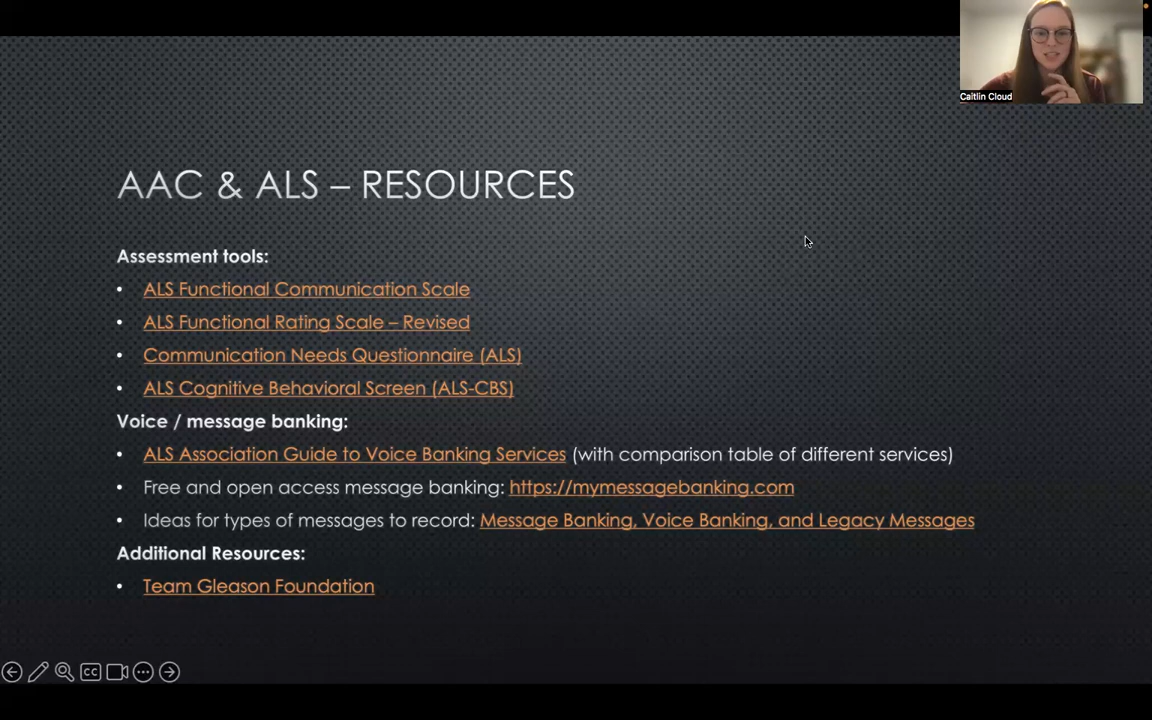 Caitlin Cloud
AAC & ALS – RESOURCES
Assessment tools:
• ALS Functional Communication Scale
• ALS Functional Rating Scale – Revised
• Communication Needs Questionnaire (ALS)
• ALS Cognitive Behavioral Screen (ALS-CBS)
Voice / message banking:
• ALS Association Guide to Voice Banking Services (with comparison table of different services)
• Free and open access message banking: https://mymessagebanking.com
• Ideas for types of messages to record: Message Banking, Voice Banking, and Legacy Messages
Additional Resources:
• Team Gleason Foundation
CC